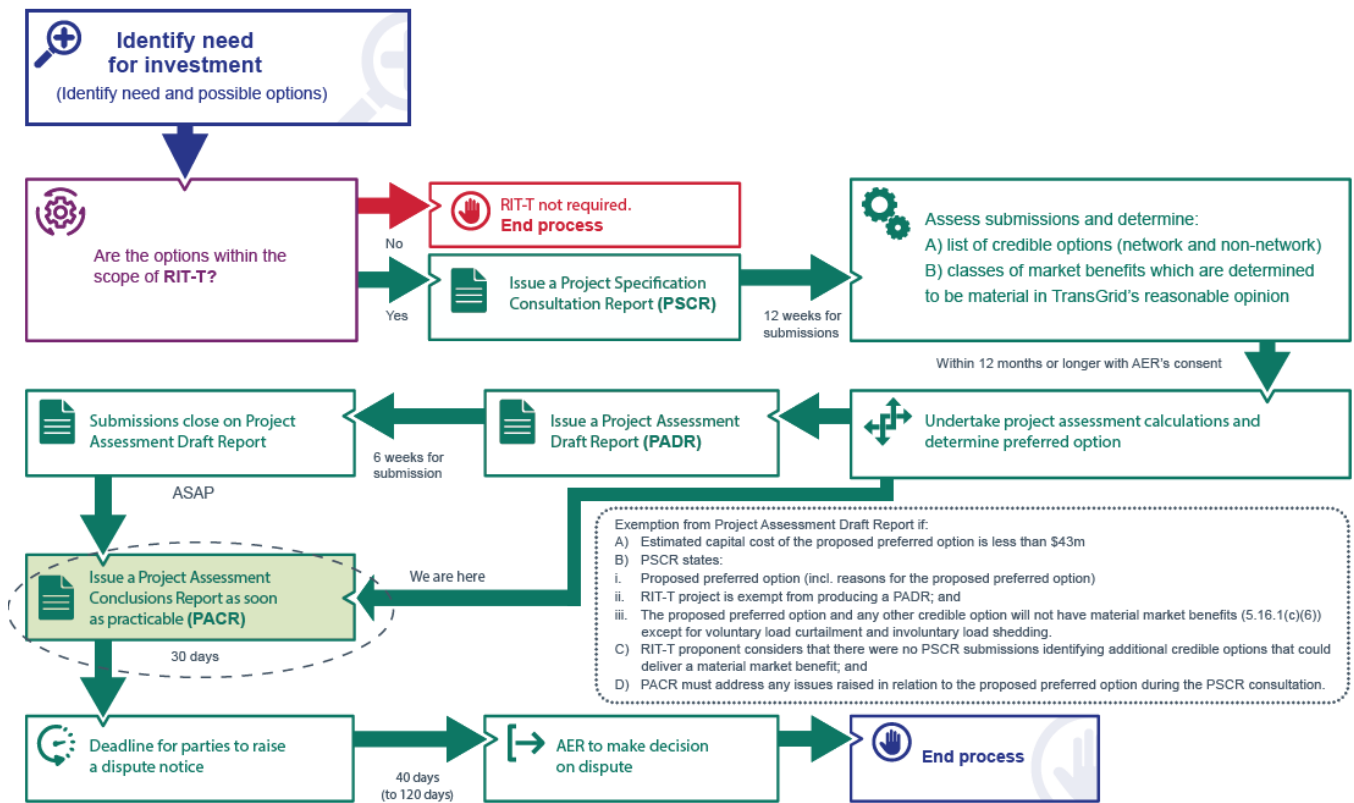 Identify need
for investment
(Identify need and possible options)
Are the options within the
scope of RIT-T?
No
Yes
RIT-T not required.
End process
Issue a Project Specification
Consultation Report (PSCR)
12 weeks for
submissions
Assess submissions and determine:
A) list of credible options (network and non-network)
B) classes of market benefits which are determined
to be material in TransGrid's reasonable opinion
Within 12 months or longer with AER's consent
Undertake project assessment calculations and
determine preferred option
Issue a Project Assessment
Draft Report (PADR)
6 weeks for
submission
Submissions close on Project
Assessment Draft Report
ASAP
Issue a Project Assessment
Conclusions Report as soon
as practicable (PACR)
30 days
We are here
Exemption from Project Assessment Draft Report if:
A) Estimated capital cost of the proposed preferred option is less than $43m
B) PSCR states:
i. Proposed preferred option (incl. reasons for the proposed preferred option)
ii. RIT-T project is exempt from producing a PADR; and
iii. The proposed preferred option and any other credible option will not have material market benefits (5.16.1(c)(6))
except for voluntary load curtailment and involuntary load shedding.
C) RIT-T proponent considers that there were no PSCR submissions identifying additional credible options that could
deliver a material market benefit; and
D) PACR must address any issues raised in relation to the proposed preferred option during the PSCR consultation.
Deadline for parties to raise
a dispute notice
40 days
(to 120 days)
AER to make decision
on dispute
End process